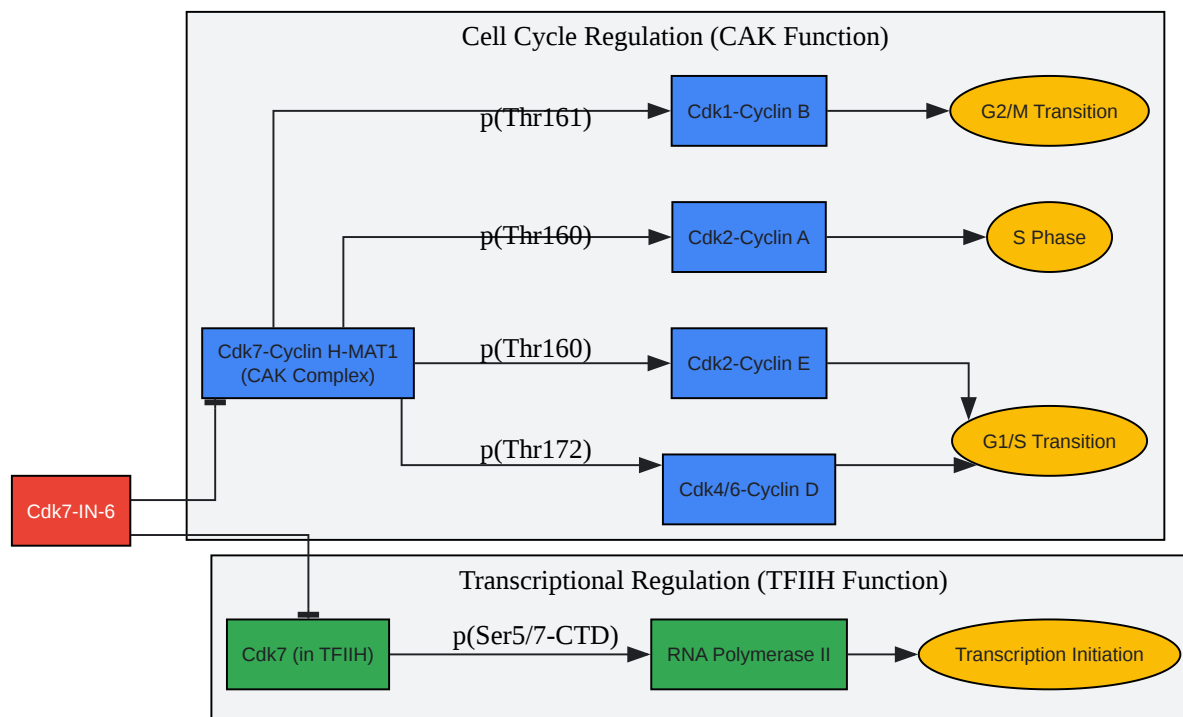 Cell Cycle Regulation (CAK Function)
p(Thr161)
Cdk1-Cyclin B
G2/M Transition
p(Thr160)
Cdk2-Cyclin A
S Phase
Cdk7-Cyclin H-MAT1
(CAK Complex)
p(Thr160)
Cdk2-Cyclin E
p(Thr172)
Cdk4/6-Cyclin D
G1/S Transition
Cdk7-IN-6
Transcriptional Regulation (TFIIH Function)
Cdk7 (in TFIIH)
p(Ser5/7-CTD)
RNA Polymerase II
Transcription Initiation